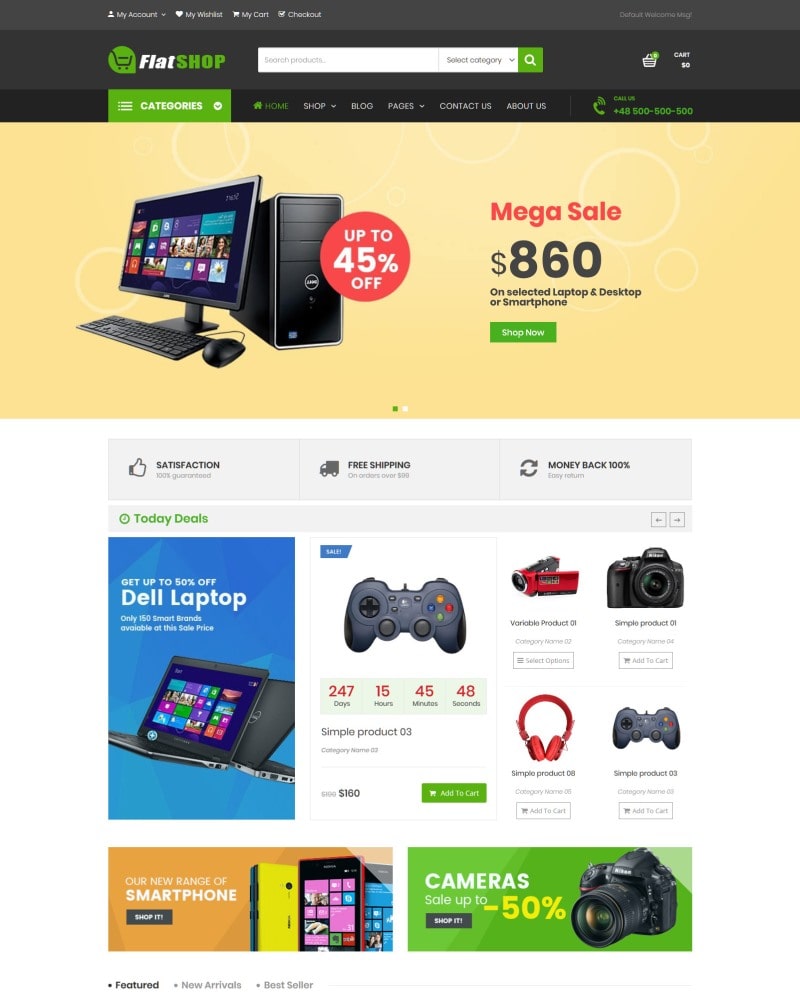 My Account My Wishlist My Cart Checkout Default Welcome Msg!
FlatSHOP Search products.. Select category 0 CART
$0
CATEGORIES HOME SHOP BLOG PAGES CONTACT US ABOUT US CALL US
+48 500-500-500
Mega Sale
$860
On selected Laptop & Desktop
or Smartphone
Shop Now
UP TO
45%
OFF
DELL
SATISFACTION
100% guaranteed
FREE SHIPPING
On orders over $99
MONEY BACK 100%
Easy return
Today Deals
GET UP TO 50% OFF
Dell Laptop
Only 150 Smart Brands
avaiable at this Sale Price
SALE!
247 15 45 48
Days Hours Minutes Seconds
Simple product 03
Category Name 03
$190 $160 Add To Cart
Variable Product 01
Category Name 02
Select Options
Nikon
Simple product 01
Category Name 04
Add To Cart
Simple product 08
Category Name 05
Add To Cart
Simple product 03
Category Name 03
Add To Cart
OUR NEW RANGE OF
SMARTPHONE
SHOP IT!
NOKIA
CAMERAS
Sale up to
-50%
SHOP IT!
Nikon
Featured New Arrivals Best Seller